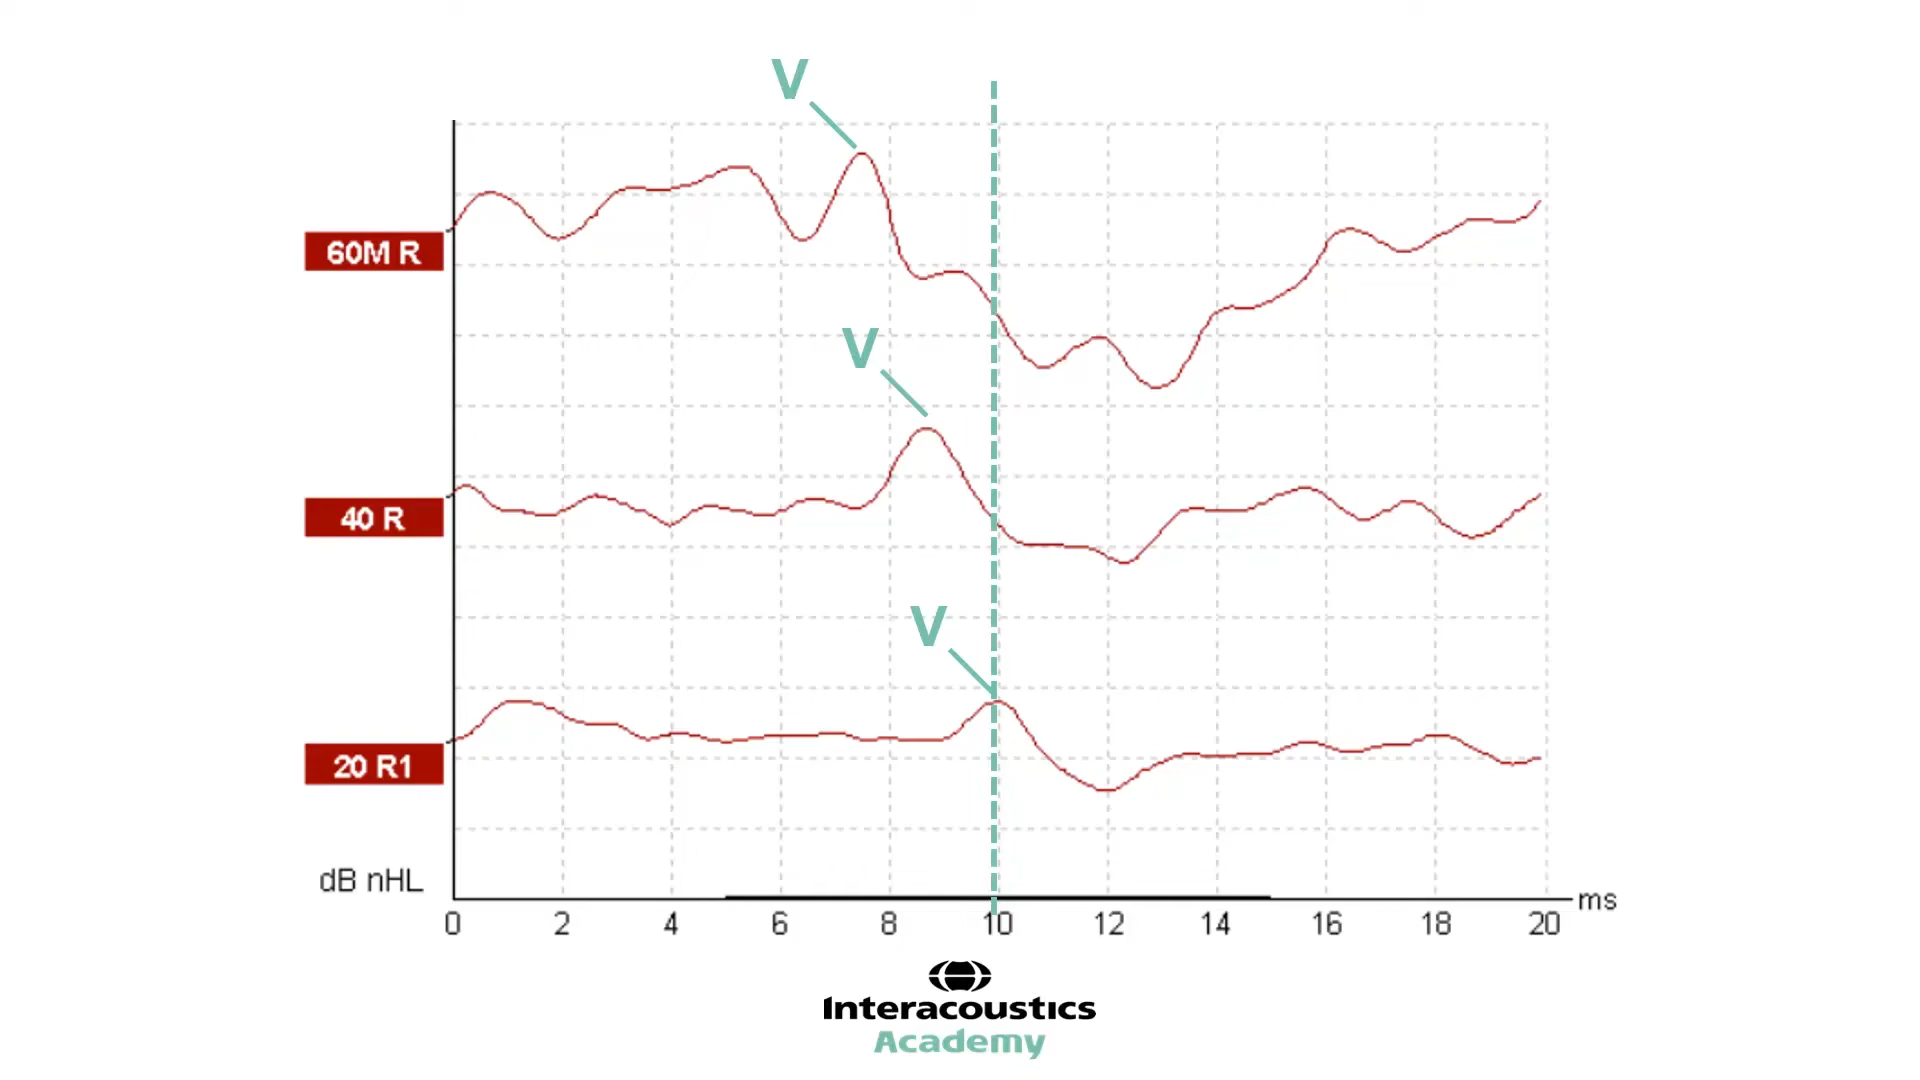 V
60M R
V
40 R
V
20 R1
dB nHL
ms
0 2 4 6 8 10 12 14 16 18 20
Interacoustics
Academy